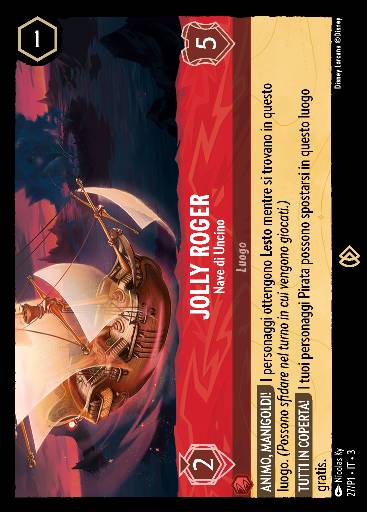 1
5
JOLLY ROGER
Nave di Uncino
Luogo
2
ANIMO, MANIGOLDI! I personaggi ottengono Lesto mentre si trovano in questo
luogo. (Possono sfidare nel turno in cui vengono giocati.)
TUTTI IN COPERTA! I tuoi personaggi Pirata possono spostarsi in questo luogo
gratis.
Nicolas Ky
27/P1 • IT • 3
Disney Lorcana ©Disney